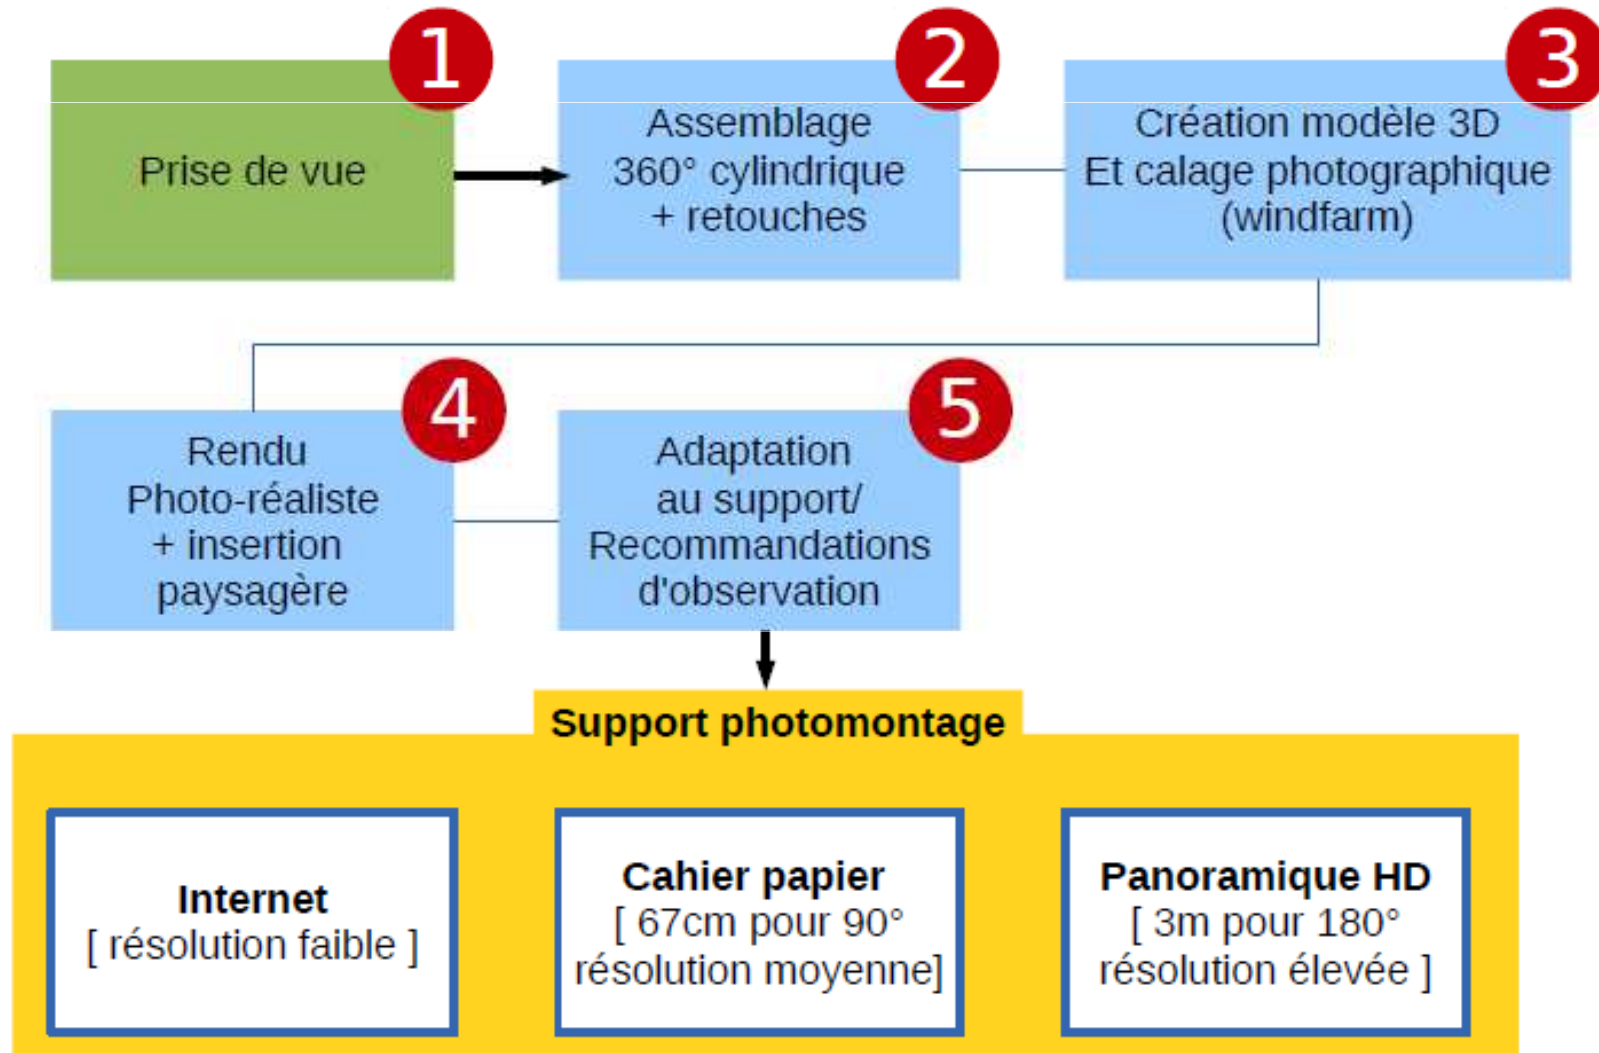 1
Prise de vue
2
Assemblage
360° cylindrique
+ retouches
3
Création modèle 3D
Et calage photographique
(windfarm)
4
Rendu
Photo-réaliste
+ insertion
paysagère
5
Adaptation
au support/
Recommandations
d'observation
Support photomontage
Internet
[ résolution faible ]
Cahier papier
[ 67cm pour 90°
résolution moyenne]
Panoramique HD
[ 3m pour 180°
résolution élevée ]